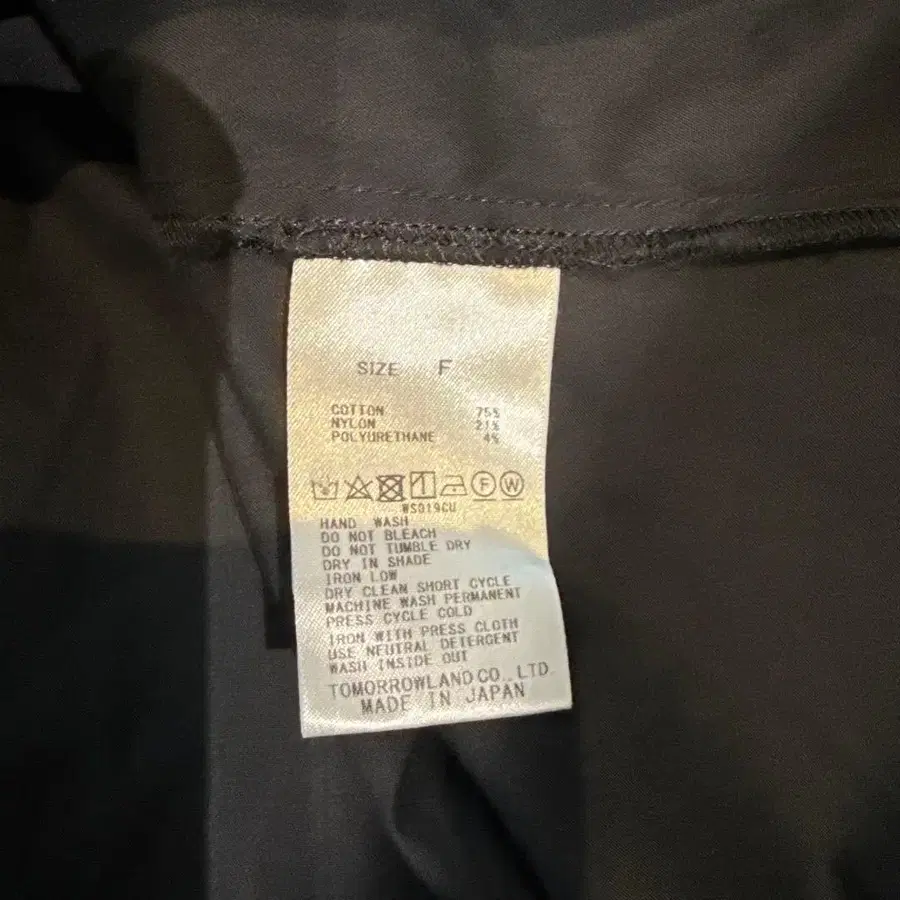 SIZE F
COTTON 75%
NYLON 21%
POLYURETHANE 4%
F W
WS019CU
HAND WASH
DO NOT BLEACH
DO NOT TUMBLE DRY
DRY IN SHADE
IRON LOW
DRY CLEAN SHORT CYCLE
MACHINE WASH PERMANENT
PRESS CYCLE COLD
IRON WITH PRESS CLOTH
USE NEUTRAL DETERGENT
WASH INSIDE OUT
TOMORROWLAND CO.,LTD.
MADE IN JAPAN